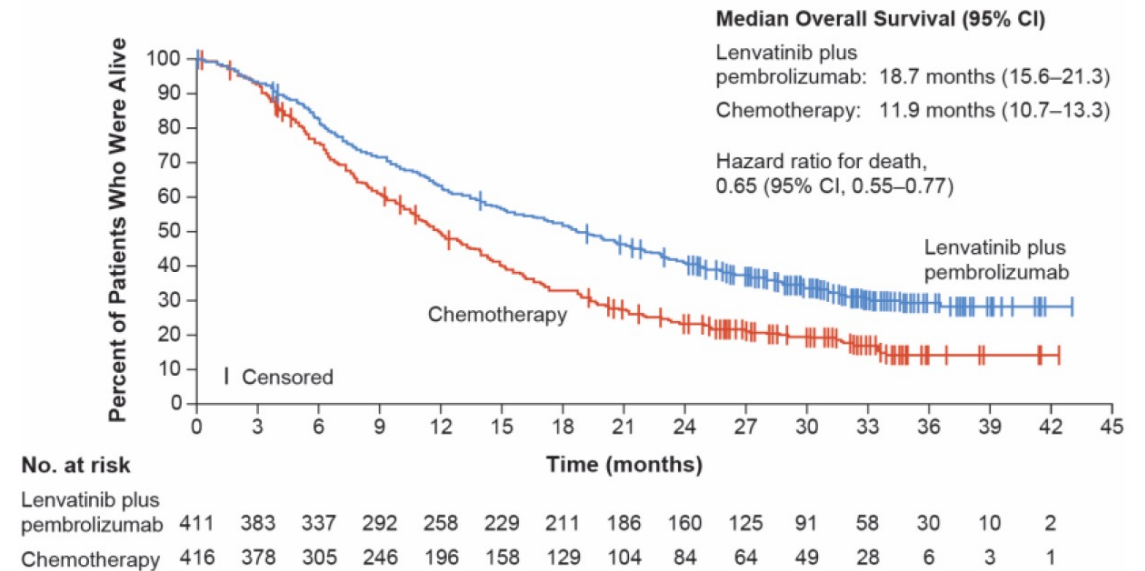 Median Overall Survival (95% CI)
Lenvatinib plus
pembrolizumab: 18.7 months (15.6–21.3)
Chemotherapy: 11.9 months (10.7–13.3)
Hazard ratio for death,
0.65 (95% CI, 0.55–0.77)
Percent of Patients Who Were Alive
100
90
80
70
60
50
40
30
20
10
0
Lenvatinib plus
pembrolizumab
Chemotherapy
Censored
0 3 6 9 12 15 18 21 24 27 30 33 36 39 42 45
Time (months)
No. at risk
Lenvatinib plus
pembrolizumab 411 383 337 292 258 229 211 186 160 125 91 58 30 10 2
Chemotherapy 416 378 305 246 196 158 129 104 84 64 49 28 6 3 1